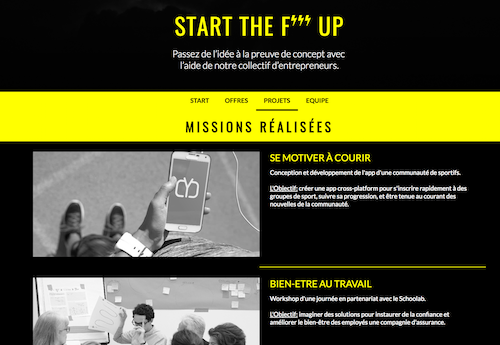 START THE F⚡⚡⚡ UP
Passez de l'idée à la preuve de concept avec
l'aide de notre collectif d'entrepreneurs.
START OFFRES PROJETS EQUIPE
MISSIONS RÉALISÉES
SE MOTIVER À COURIR
Conception et développement de l'app d'une communauté de sportifs.
L'Objectif: créer une app cross-platform pour s'inscrire rapidement à des
groupes de sport, suivre sa progression, et être tenue au courant des
nouvelles de la communauté.
BIEN-ETRE AU TRAVAIL
Workshop d'une journée en partenariat avec le Schoolab.
L'Objectif: Imaginer des solutions pour instaurer de la confiance et
améliorer le bien-être des employés une compagnie d'assurance.